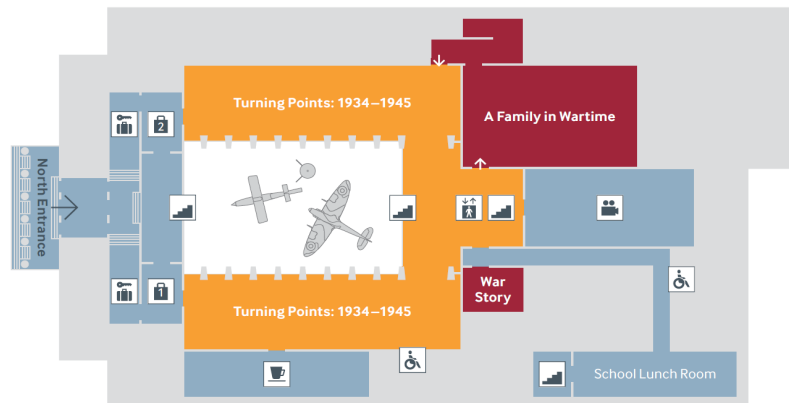 Turning Points: 1934–1945
A Family in Wartime
2
North Entrance
1
War
Story
Turning Points: 1934–1945
School Lunch Room